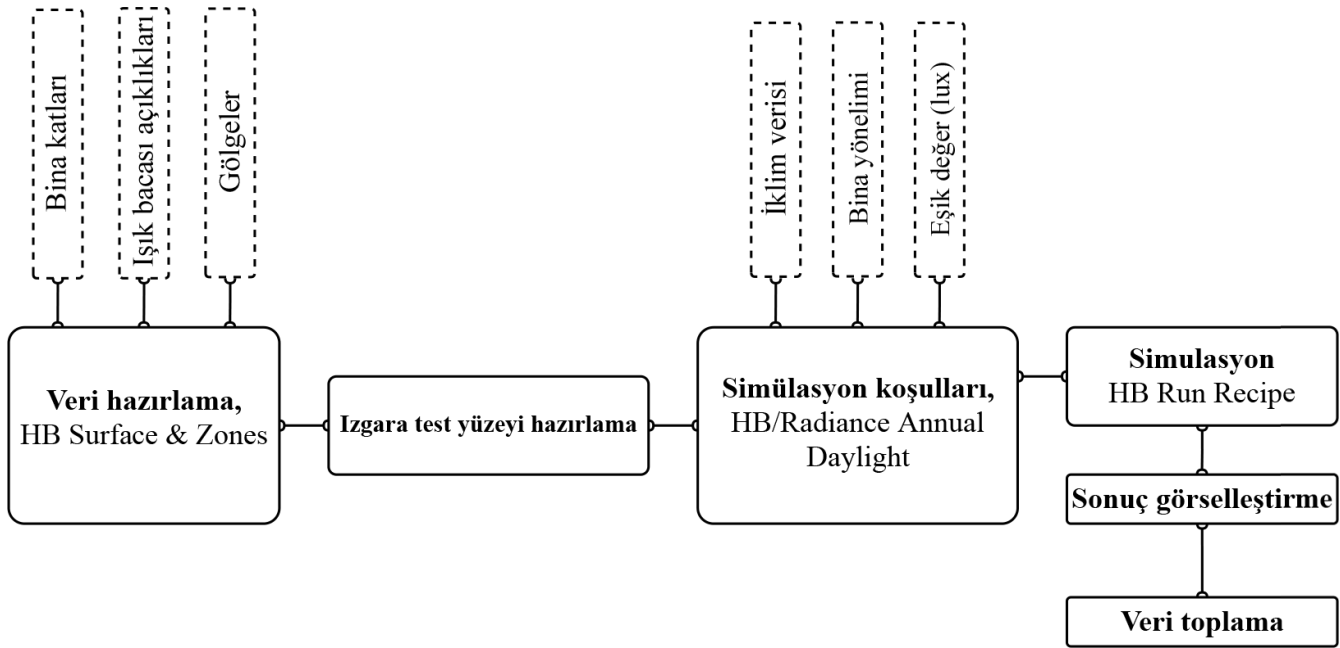 Bina katları
Işık bacası açıklıkları
Gölgeler
İklim verisi
Bina yönelimi
Eşik değer (lux)
Veri hazırlama,
HB Surface & Zones
Izgara test yüzeyi hazırlama
Simülasyon koşulları,
HB/Radiance Annual
Daylight
Simulasyon
HB Run Recipe
Sonuç görselleştirme
Veri toplama